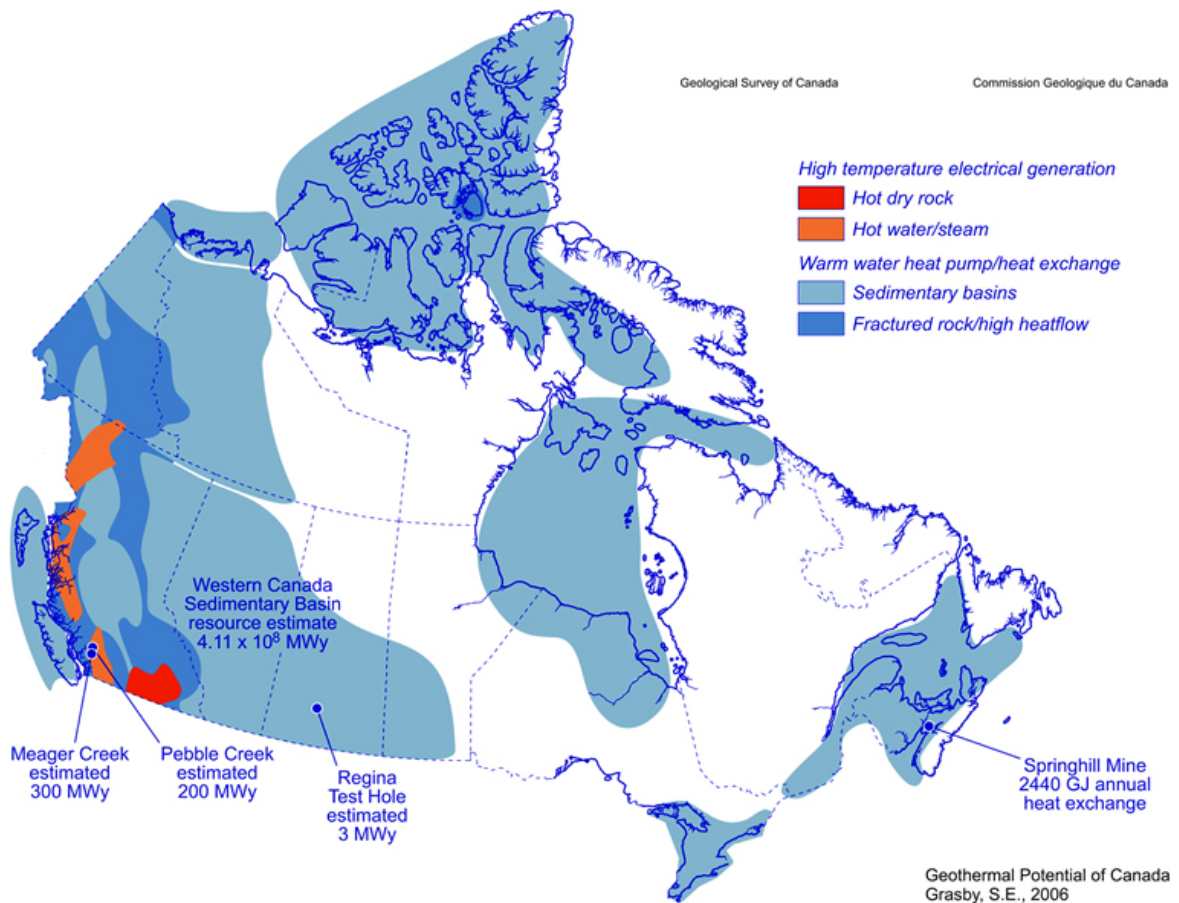 Geological Survey of Canada
Commission Geologique du Canada
High temperature electrical generation
Hot dry rock
Hot water/steam
Warm water heat pump/heat exchange
Sedimentary basins
Fractured rock/high heatflow
Western Canada
Sedimentary Basin
resource estimate
4.11 x 10⁸ MWy
Meager Creek
estimated
300 MWy
Pebble Creek
estimated
200 MWy
Regina
Test Hole
estimated
3 MWy
Springhill Mine
2440 GJ annual
heat exchange
Geothermal Potential of Canada
Grasby, S.E., 2006